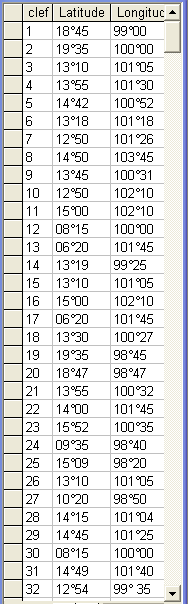 clef Latitude Longituc
1 18°45 99°00
2 19°35 100°00
3 13°10 101°05
4 13°55 101°30
5 14°42 100°52
6 13°18 101°18
7 12°50 101°26
8 14°50 103°45
9 13°45 100°31
10 12°50 102°10
11 15°00 102°10
12 08°15 100°00
13 06°20 101°45
14 13°19 99°25
15 13°10 101°05
16 15°00 102°10
17 06°20 101°45
18 13°30 100°27
19 19°35 98°45
20 18°47 98°47
21 13°55 100°32
22 14°00 101°45
23 15°52 100°35
24 09°35 98°40
25 15°09 98°20
26 13°10 101°05
27 10°20 98°50
28 14°15 101°04
29 14°45 101°25
30 08°15 100°00
31 14°49 101°40
32 12°54 99° 35